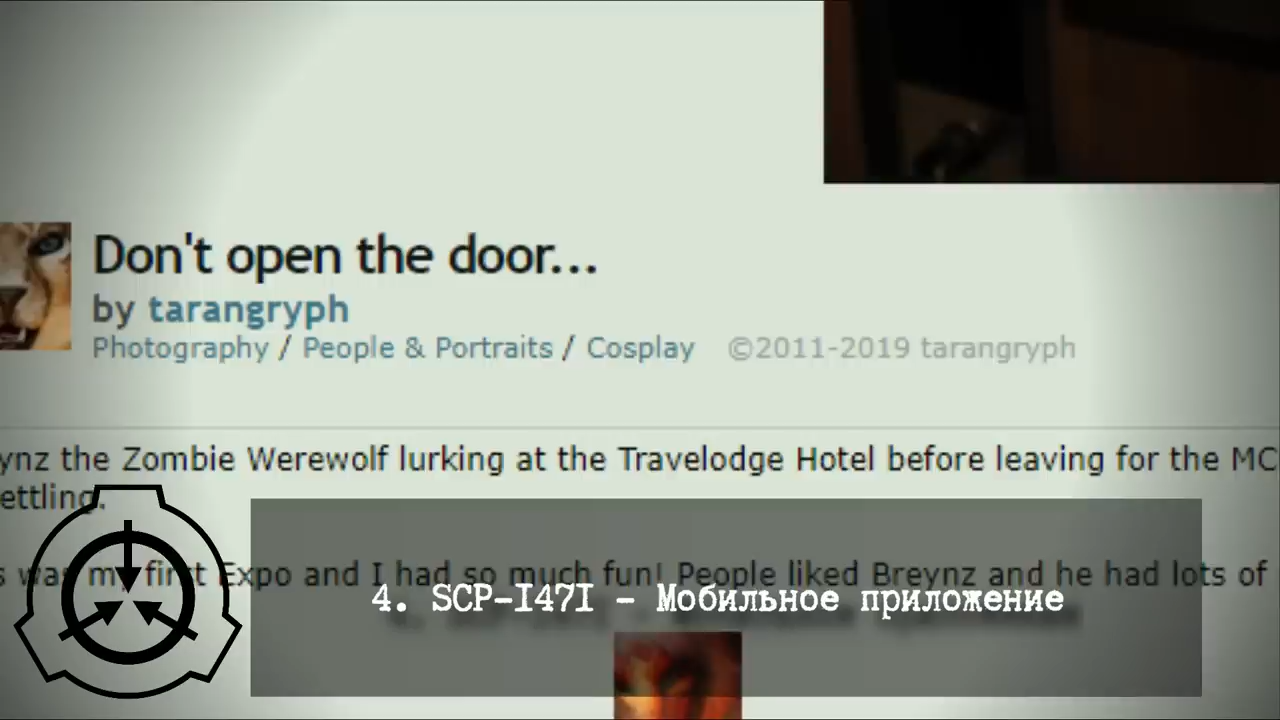 Don't open the door...
by tarangryph
Photography / People & Portraits / Cosplay ©2011-2019 tarangryph
ynz the Zombie Werewolf lurking at the Travelodge Hotel before leaving for the MC
ettling.
s was my first Expo and I had so much fun! People liked Breynz and he had lots of
4. SCP-I47I - Мобильное приложение